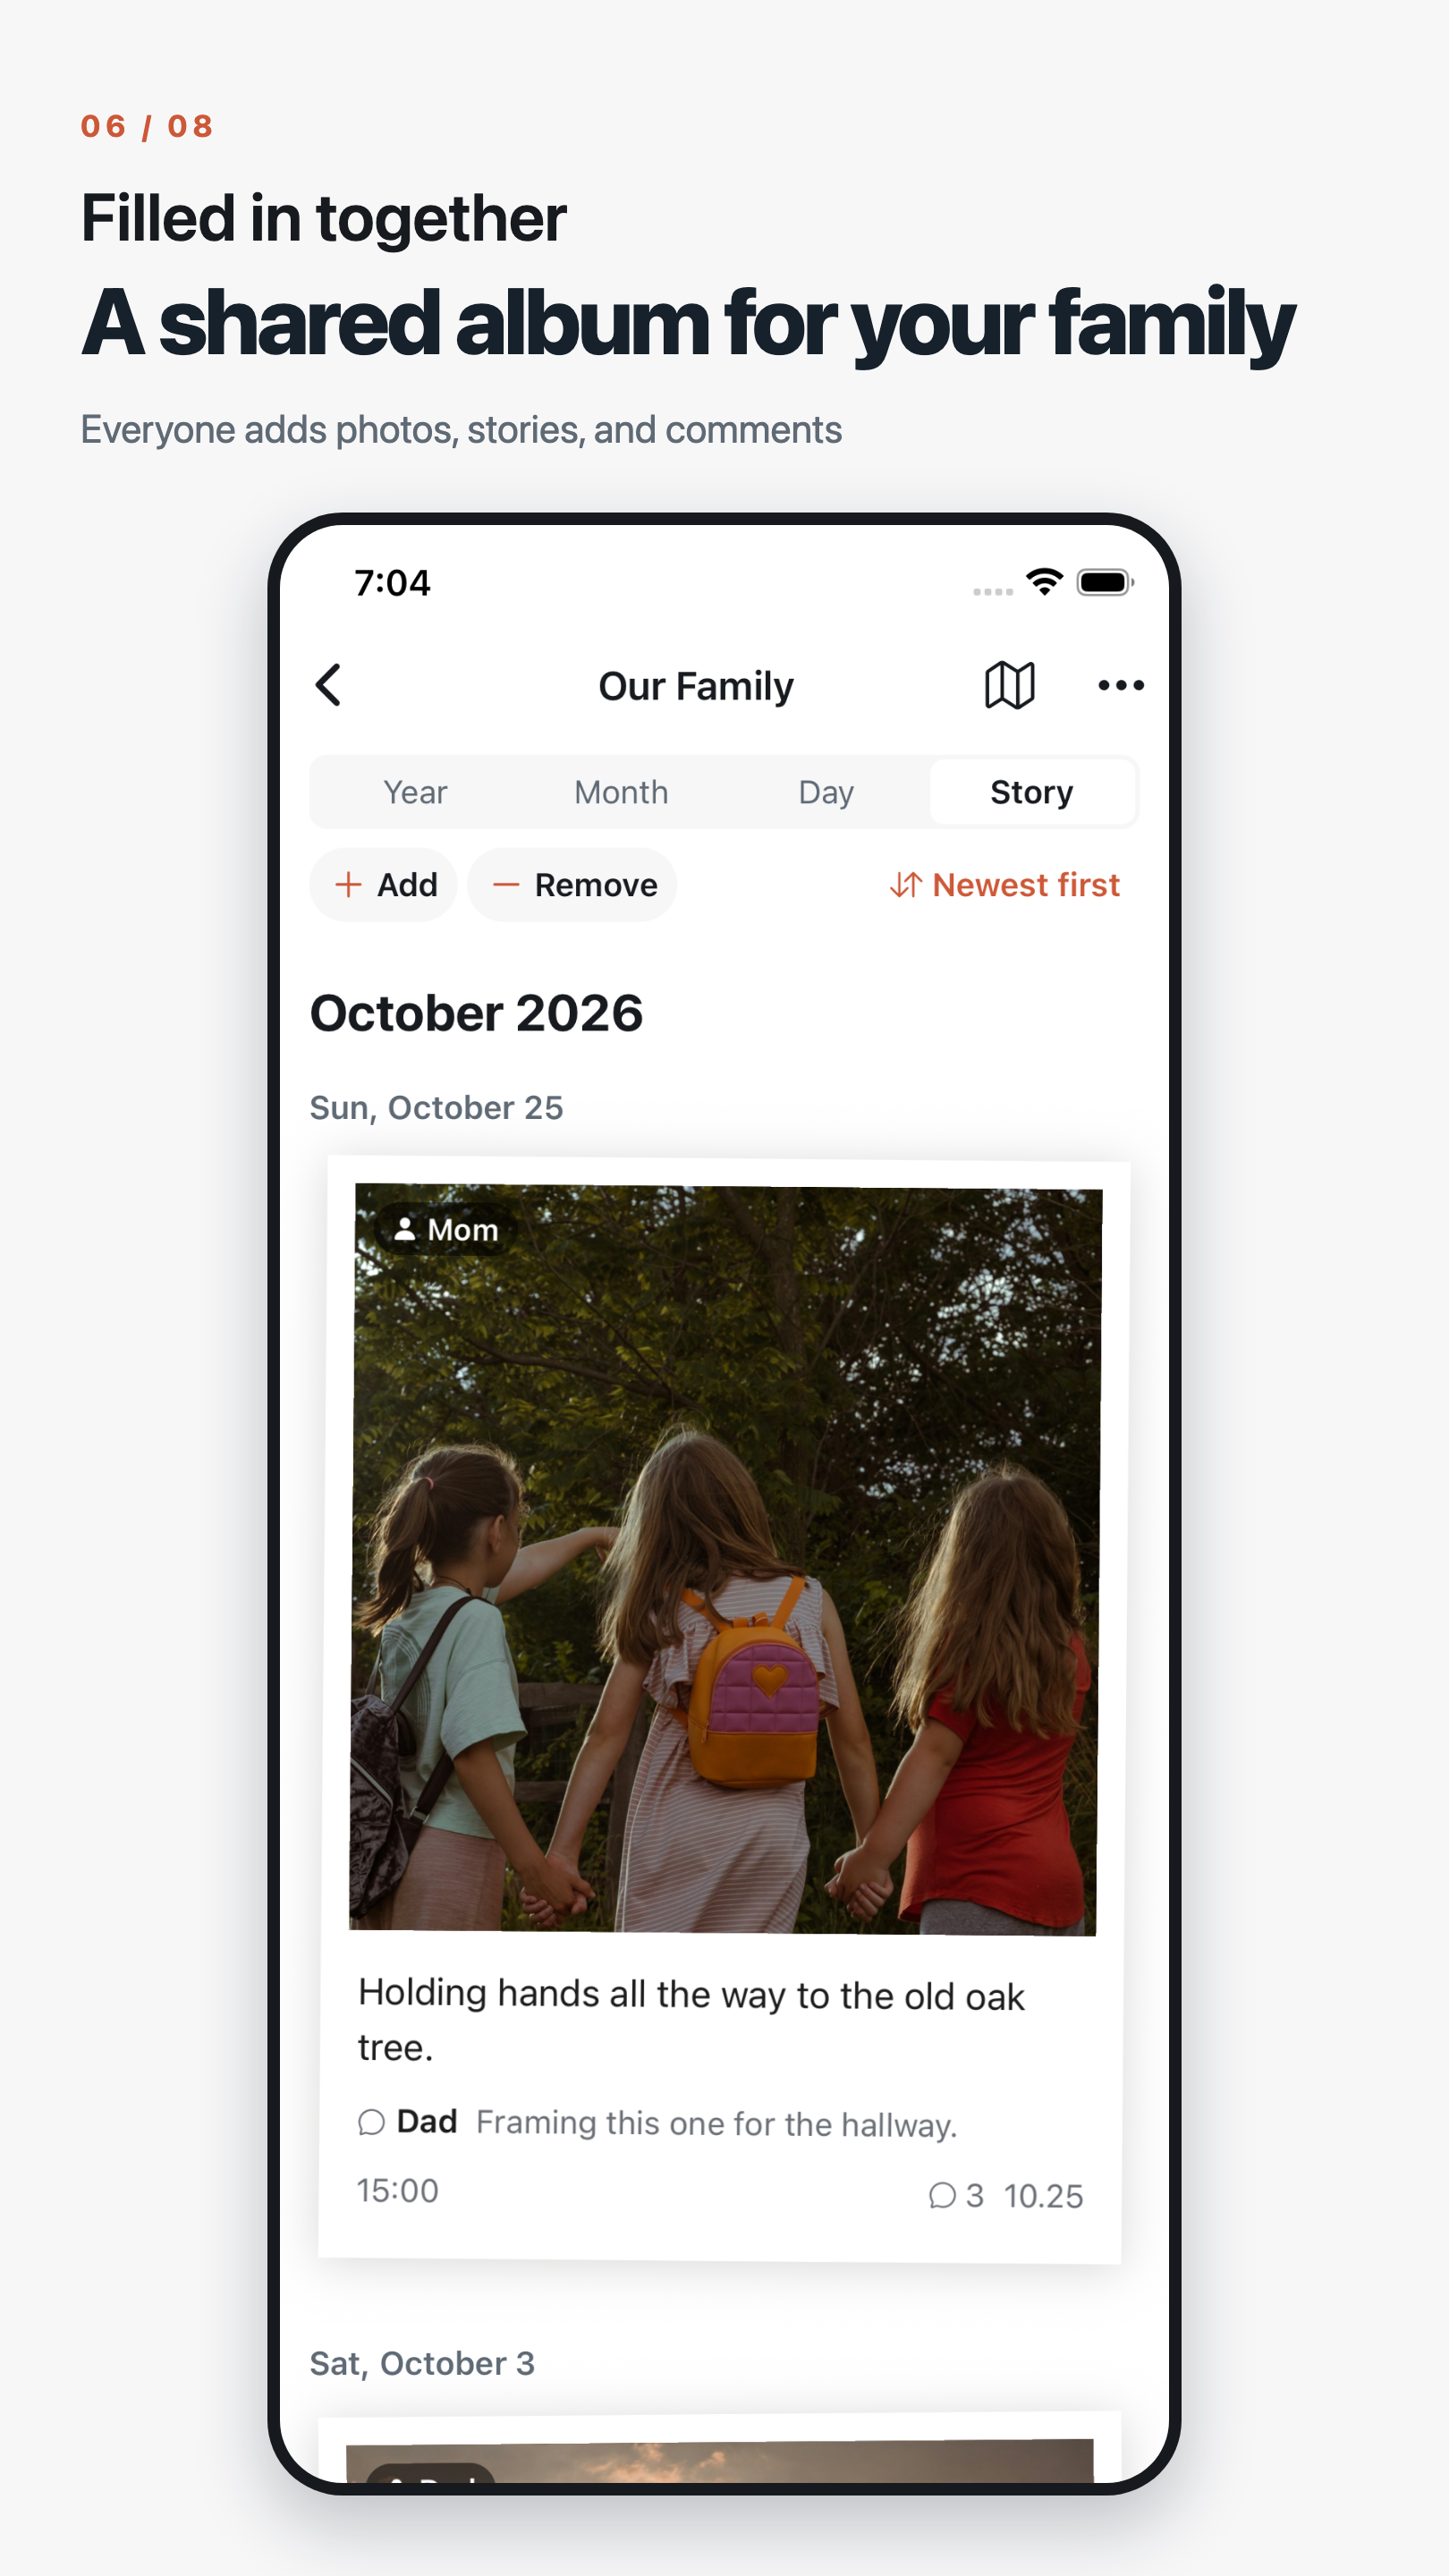 06 / 08
Filled in together
A shared album for your family
Everyone adds photos, stories, and comments
7:04
Our Family
Year Month Day Story
Add Remove Newest first
October 2026
Sun, October 25
Mom
Holding hands all the way to the old oak
tree.
Dad Framing this one for the hallway.
15:00 3 10.25
Sat, October 3